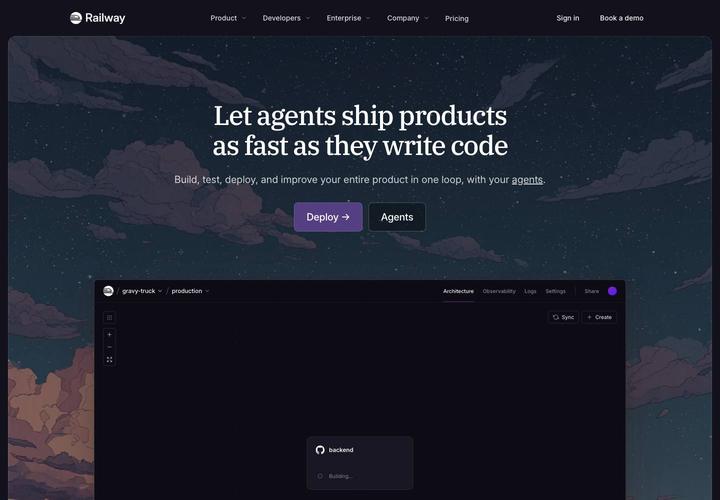 Railway
Product
Developers
Enterprise
Company
Pricing
Sign in
Book a demo
Let agents ship products
as fast as they write code
Build, test, deploy, and improve your entire product in one loop, with your agents.
Deploy →
Agents
/ gravy-truck / production
Architecture
Observability
Logs
Settings
Share
Sync
+ Create
+
−
backend
Building...